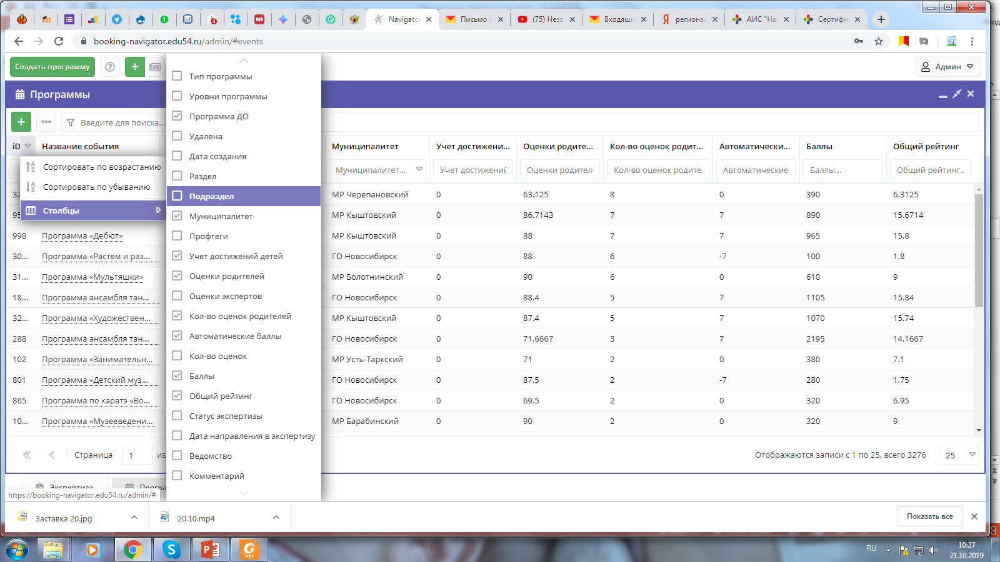 Navigator
Письмо
(75) Неза
Входящи
региона
АИС "На
Сертифи
booking-navigator.edu54.ru/admin/#events
Создать программу
Админ
Программы
Введите для поиска...
iD
Название события
Муниципалитет
Учет достижени...
Оценки родите...
Кол-во оценок родит...
Автоматически...
Баллы
Общий рейтинг
Муниципалитет...
Учет достижений
Оценки родителе
Кол-во оценок родите.
Автоматические
Баллы...
Общий рейтинг..
Сортировать по возрастанию
Сортировать по убыванию
Столбцы
Тип программы
Уровни программы
Программа ДО
Удалена
Дата создания
Раздел
Подраздел
Муниципалитет
Профтеги
Учет достижений детей
Оценки родителей
Оценки экспертов
Кол-во оценок родителей
Автоматические баллы
Кол-во оценок
Баллы
Общий рейтинг
Статус экспертизы
Дата направления в экспертизу
Ведомство
Комментарий
МР Черепановский 0 63.125 8 0 390 6.3125
МР Кыштовский 0 86.7143 7 7 890 15.6714
998 Программа «Дебют» МР Кыштовский 0 88 7 7 965 15.8
30... Программа «Растем и раз... ГО Новосибирск 0 88 6 -7 100 1.8
31... Программа «Мультяшки» МР Болотнинский 0 90 6 0 610 9
18... Программа ансамбля тан... ГО Новосибирск 0 88.4 5 7 1105 15.84
32... Программа «Художествен... МР Кыштовский 0 87.4 5 7 1070 15.74
288 Программа ансамбля тан... ГО Новосибирск 0 71.6667 3 7 2195 14.1667
102 Программа «Занимательн... МР Усть-Таркский 0 71 2 0 380 7.1
801 Программа «Детский муз... ГО Новосибирск 0 87.5 2 -7 280 1.75
865 Программа по каратэ «Во... ГО Новосибирск 0 69.5 2 0 320 6.95
10... Программа «Музееведени... МР Барабинский 0 90 2 0 320 9
Страница 1 из
Отображаются записи с 1 по 25, всего 3276
25
Экспертиза
Програ
https://booking-navigator.edu54.ru/admin/#
Заставка 20.jpg
20.10.mp4
Показать все
RU
10:27
21.10.2019